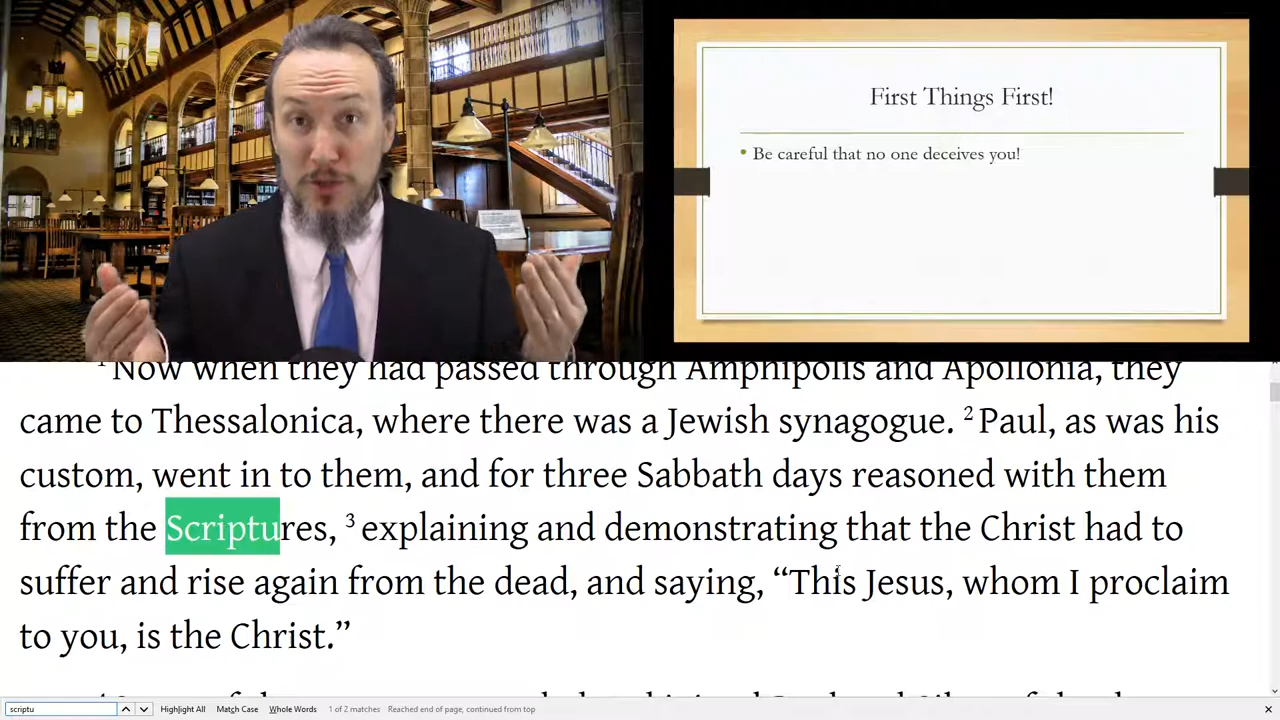 First Things First!
• Be careful that no one deceives you!
¹ Now when they had passed through Amphipolis and Apollonia, they
came to Thessalonica, where there was a Jewish synagogue. ² Paul, as was his
custom, went in to them, and for three Sabbath days reasoned with them
from the Scriptures, ³ explaining and demonstrating that the Christ had to
suffer and rise again from the dead, and saying, “This Jesus, whom I proclaim
to you, is the Christ.”
scriptu
Highlight All Match Case Whole Words 1 of 2 matches Reached end of page, continued from top